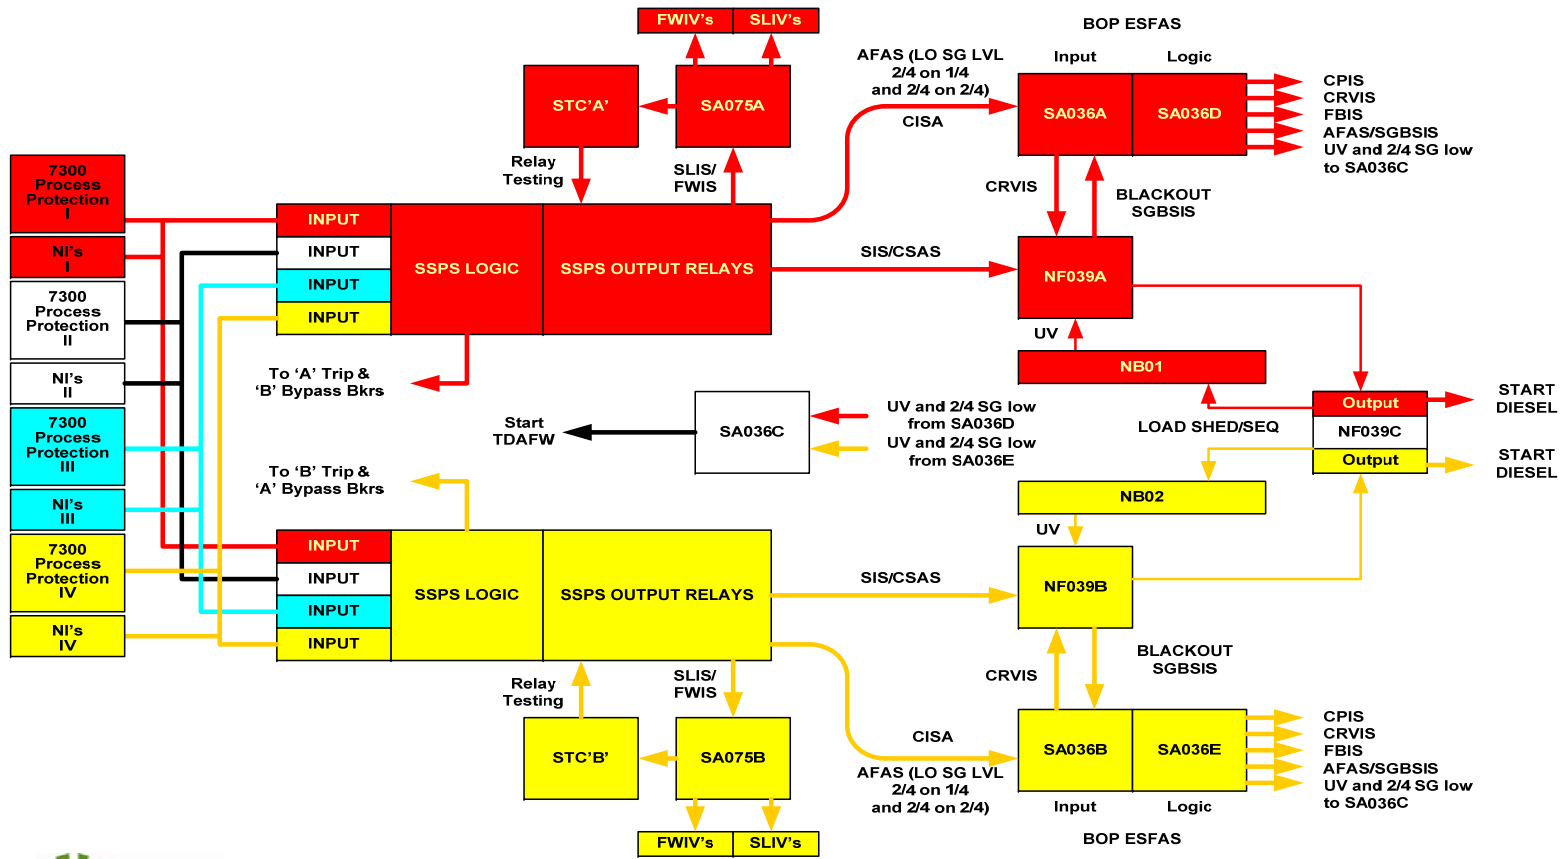 FWIV's
SLIV's
BOP ESFAS
AFAS (LO SG LVL
2/4 on 1/4
and 2/4 on 2/4)
Input
Logic
STC'A'
SA075A
SA036A
SA036D
CPIS
CRVIS
FBIS
AFAS/SGBSIS
UV and 2/4 SG low
to SA036C
CISA
Relay
Testing
SLIS/
FWIS
CRVIS
BLACKOUT
SGBSIS
7300
Process
Protection
I
NI's
I
7300
Process
Protection
II
NI's
II
7300
Process
Protection
III
NI's
III
7300
Process
Protection
IV
NI's
IV
INPUT
INPUT
INPUT
INPUT
SSPS LOGIC
SSPS OUTPUT RELAYS
SIS/CSAS
NF039A
UV
NB01
To 'A' Trip &
'B' Bypass Bkrs
Start
TDAFW
SA036C
UV and 2/4 SG low
from SA036D
UV and 2/4 SG low
from SA036E
LOAD SHED/SEQ
Output
NF039C
Output
START
DIESEL
START
DIESEL
To 'B' Trip &
'A' Bypass Bkrs
NB02
UV
INPUT
INPUT
INPUT
INPUT
SSPS LOGIC
SSPS OUTPUT RELAYS
SIS/CSAS
NF039B
Relay
Testing
SLIS/
FWIS
CRVIS
BLACKOUT
SGBSIS
STC'B'
SA075B
CISA
AFAS (LO SG LVL
2/4 on 1/4
and 2/4 on 2/4)
SA036B
SA036E
CPIS
CRVIS
FBIS
AFAS/SGBSIS
UV and 2/4 SG low
to SA036C
Input
Logic
FWIV's
SLIV's
BOP ESFAS